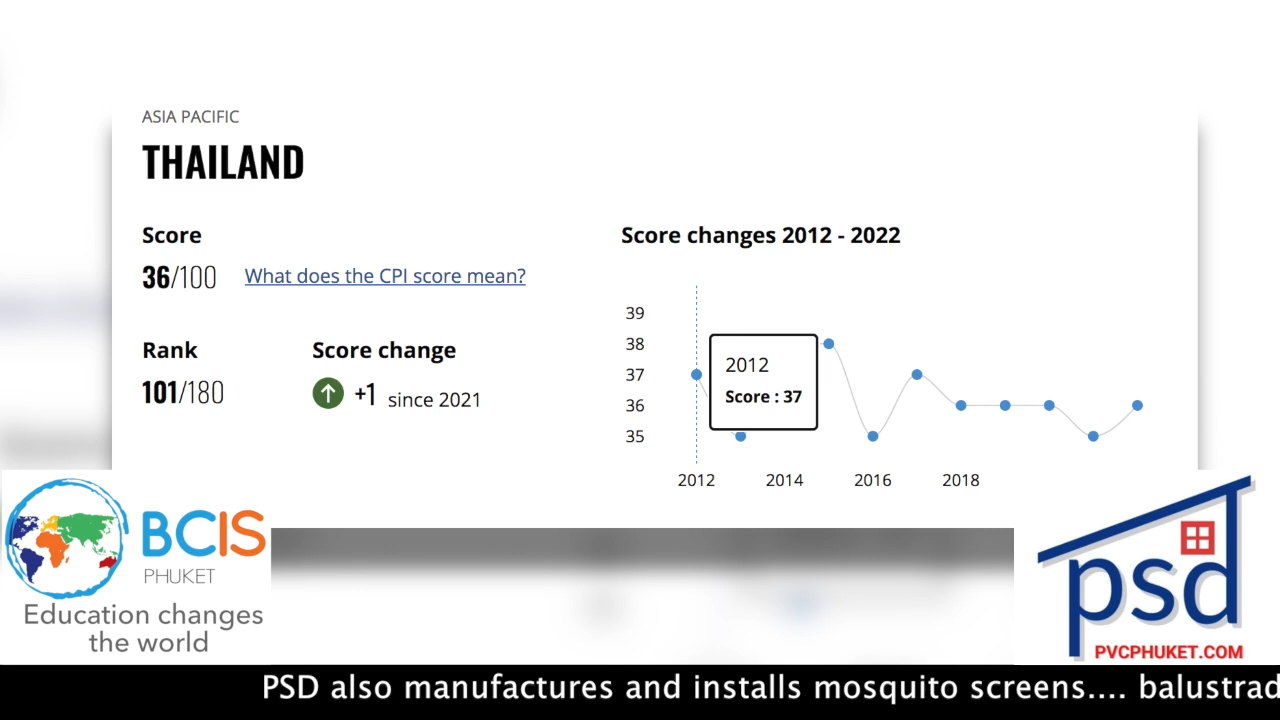 ASIA PACIFIC
THAILAND
Score
36/100 What does the CPI score mean?
Rank
101/180
Score change
+1 since 2021
Score changes 2012 - 2022
39
38
37
36
35
2012
Score : 37
2012 2014 2016 2018
BCIS
PHUKET
Education changes
the world
psd
PVCPHUKET.COM
PSD also manufactures and installs mosquito screens.... balustrad